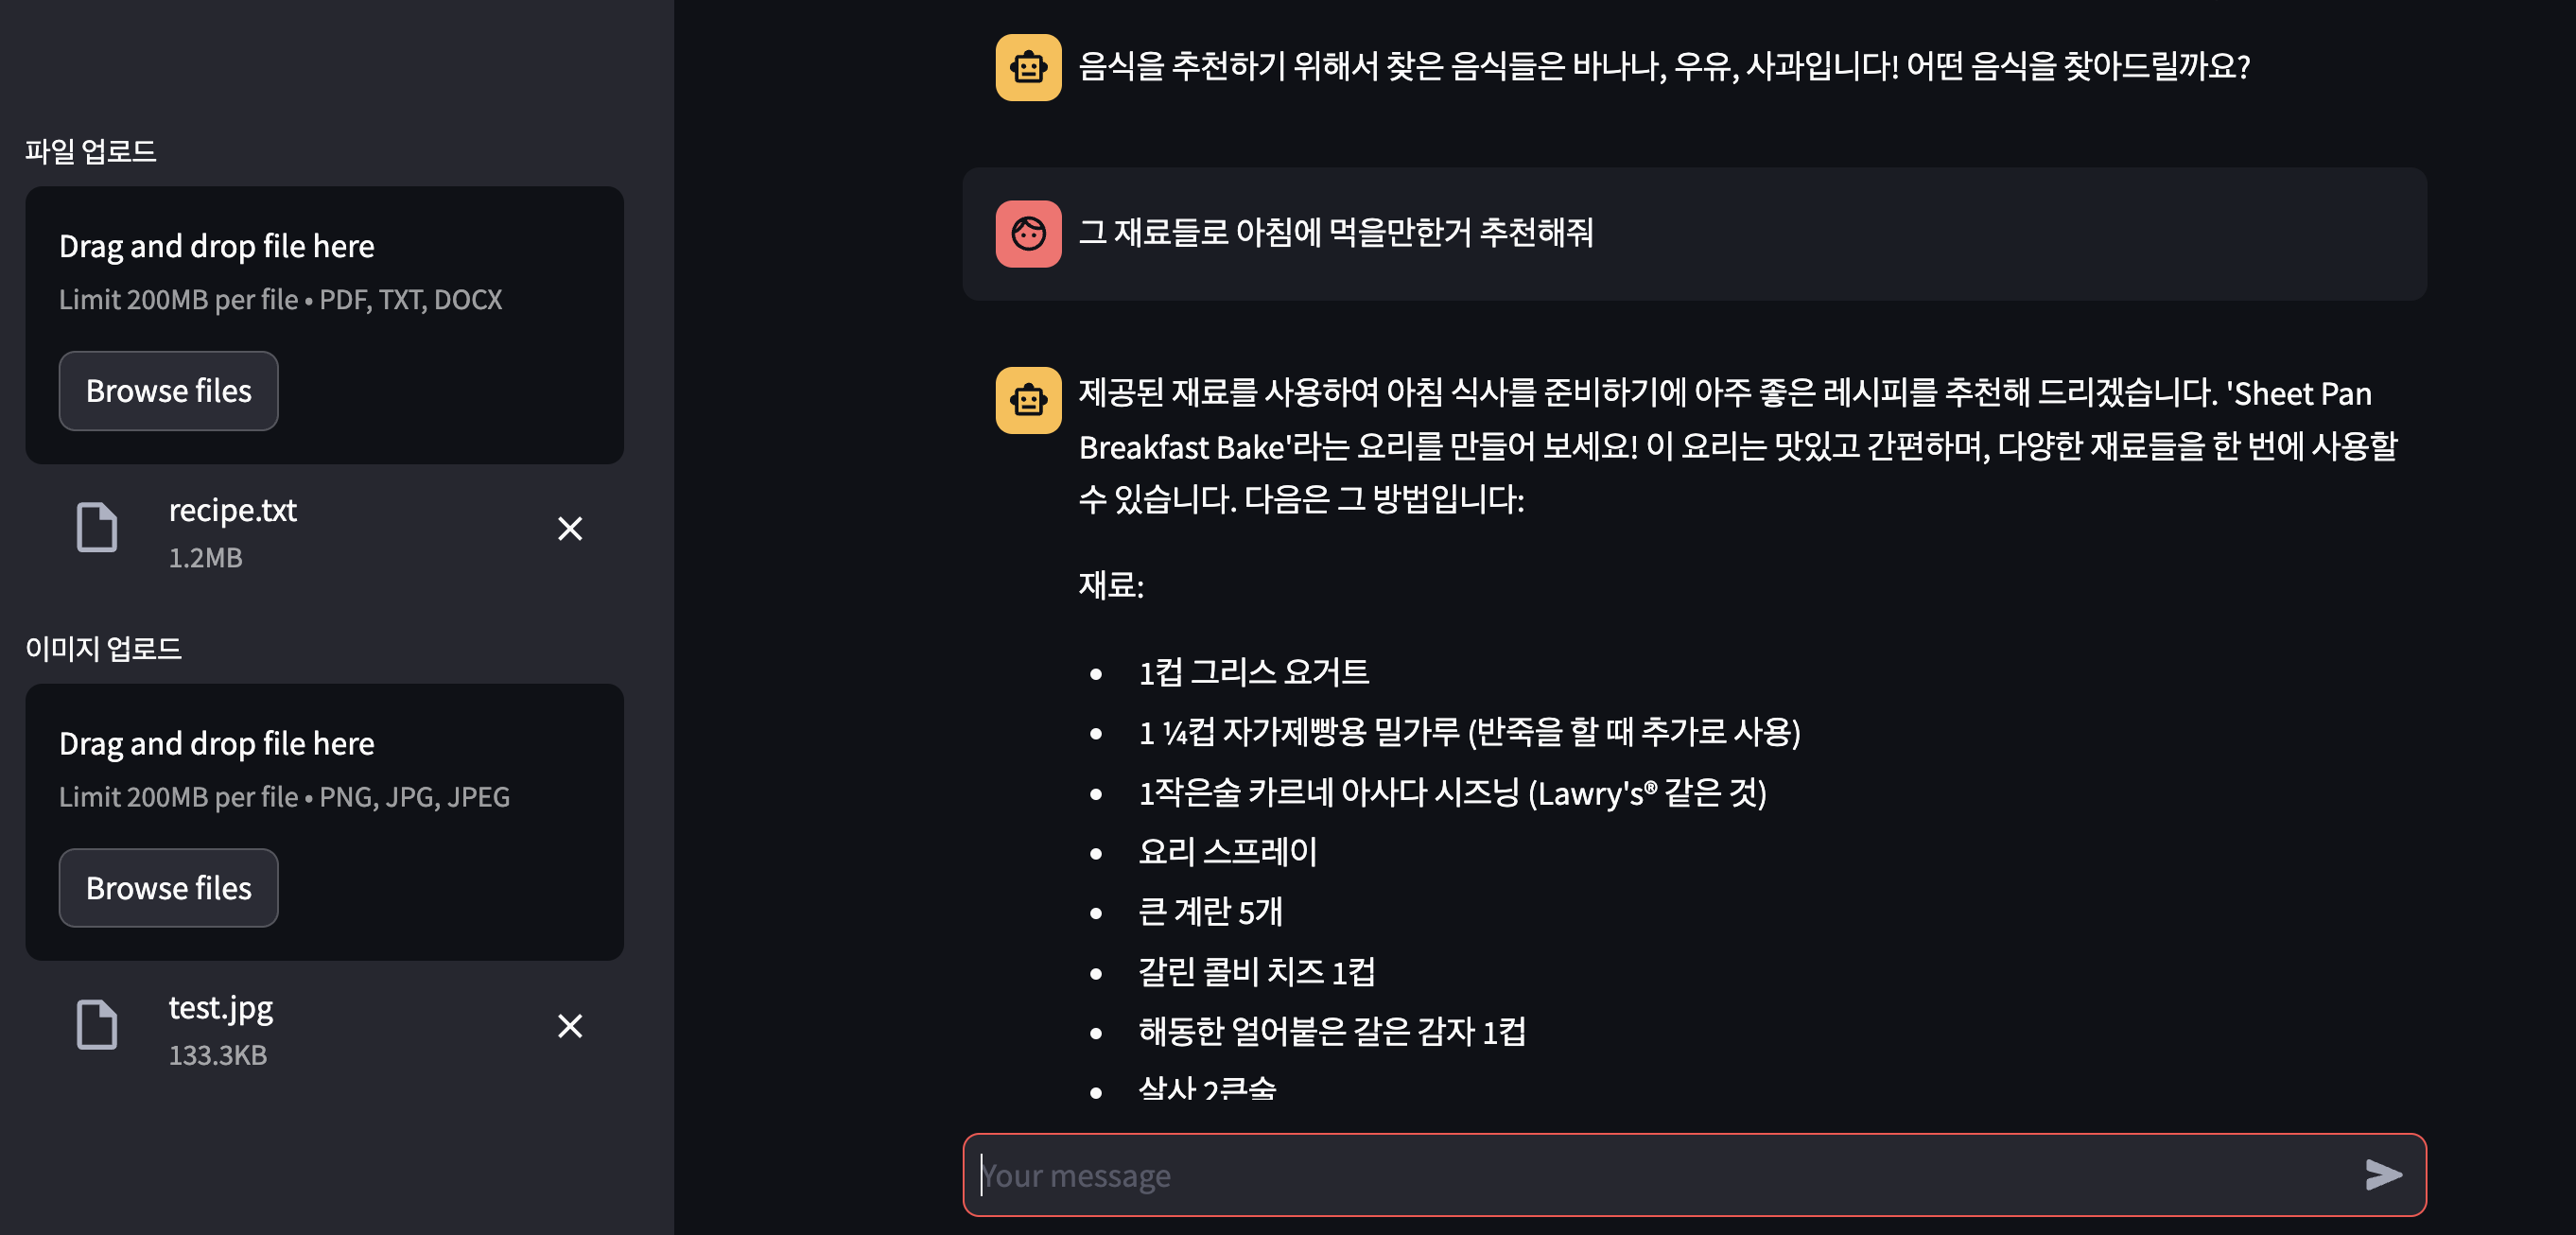 파일 업로드
Drag and drop file here
Limit 200MB per file • PDF, TXT, DOCX
Browse files
recipe.txt
1.2MB
이미지 업로드
Drag and drop file here
Limit 200MB per file • PNG, JPG, JPEG
Browse files
test.jpg
133.3KB
음식을 추천하기 위해서 찾은 음식들은 바나나, 우유, 사과입니다! 어떤 음식을 찾아드릴까요?
그 재료들로 아침에 먹을만한거 추천해줘
제공된 재료를 사용하여 아침 식사를 준비하기에 아주 좋은 레시피를 추천해 드리겠습니다. 'Sheet Pan
Breakfast Bake'라는 요리를 만들어 보세요! 이 요리는 맛있고 간편하며, 다양한 재료들을 한 번에 사용할
수 있습니다. 다음은 그 방법입니다:
재료:
• 1컵 그리스 요거트
• 1 ¼컵 자가제빵용 밀가루 (반죽을 할 때 추가로 사용)
• 1작은술 카르네 아사다 시즈닝 (Lawry's® 같은 것)
• 요리 스프레이
• 큰 계란 5개
• 갈린 콜비 치즈 1컵
• 해동한 얼어붙은 갈은 감자 1컵
• 살사 2큰술
Your message